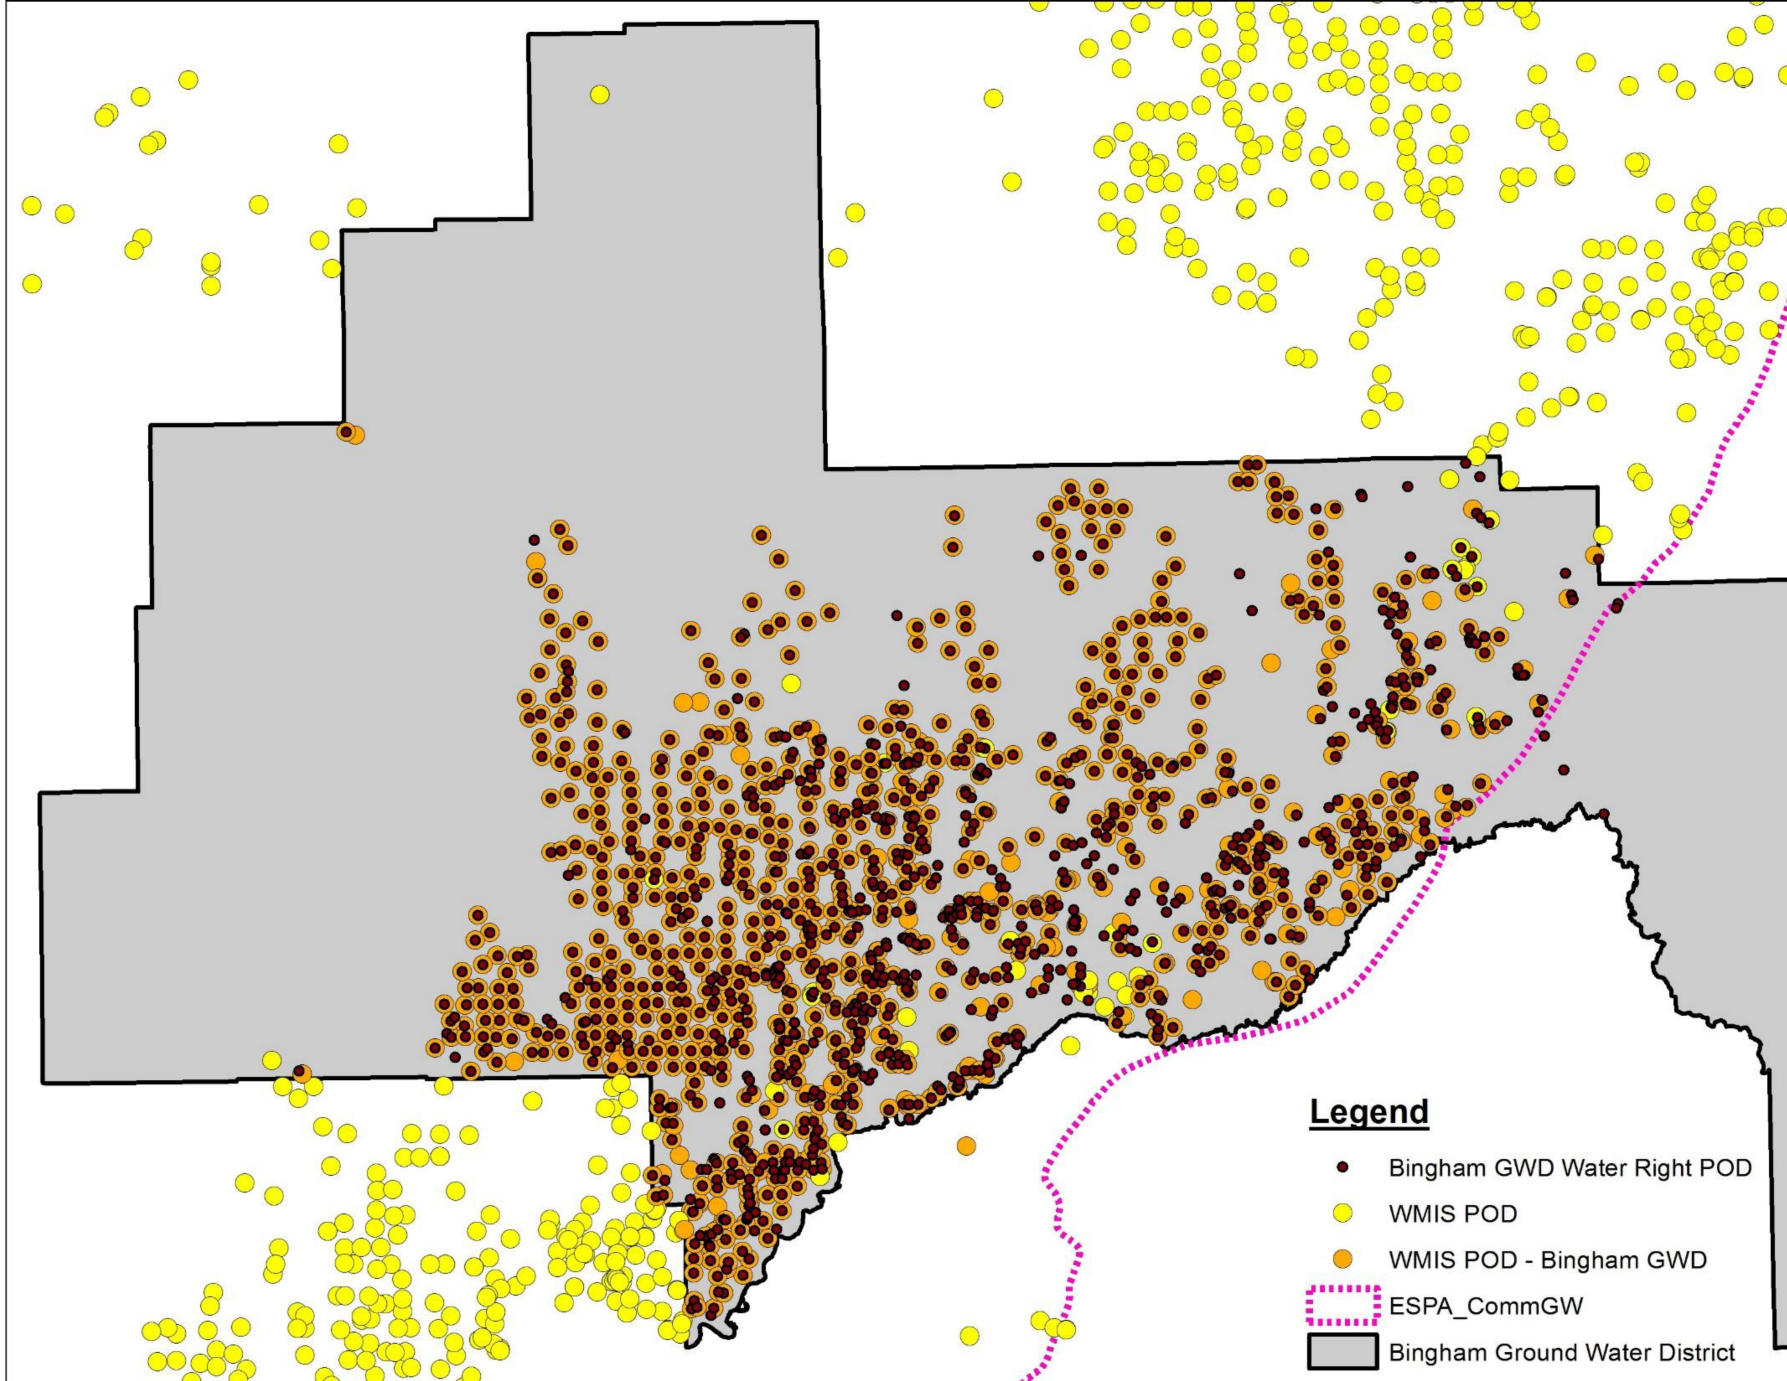 Legend
Bingham GWD Water Right POD
WMIS POD
WMIS POD - Bingham GWD
ESPA_CommGW
Bingham Ground Water District